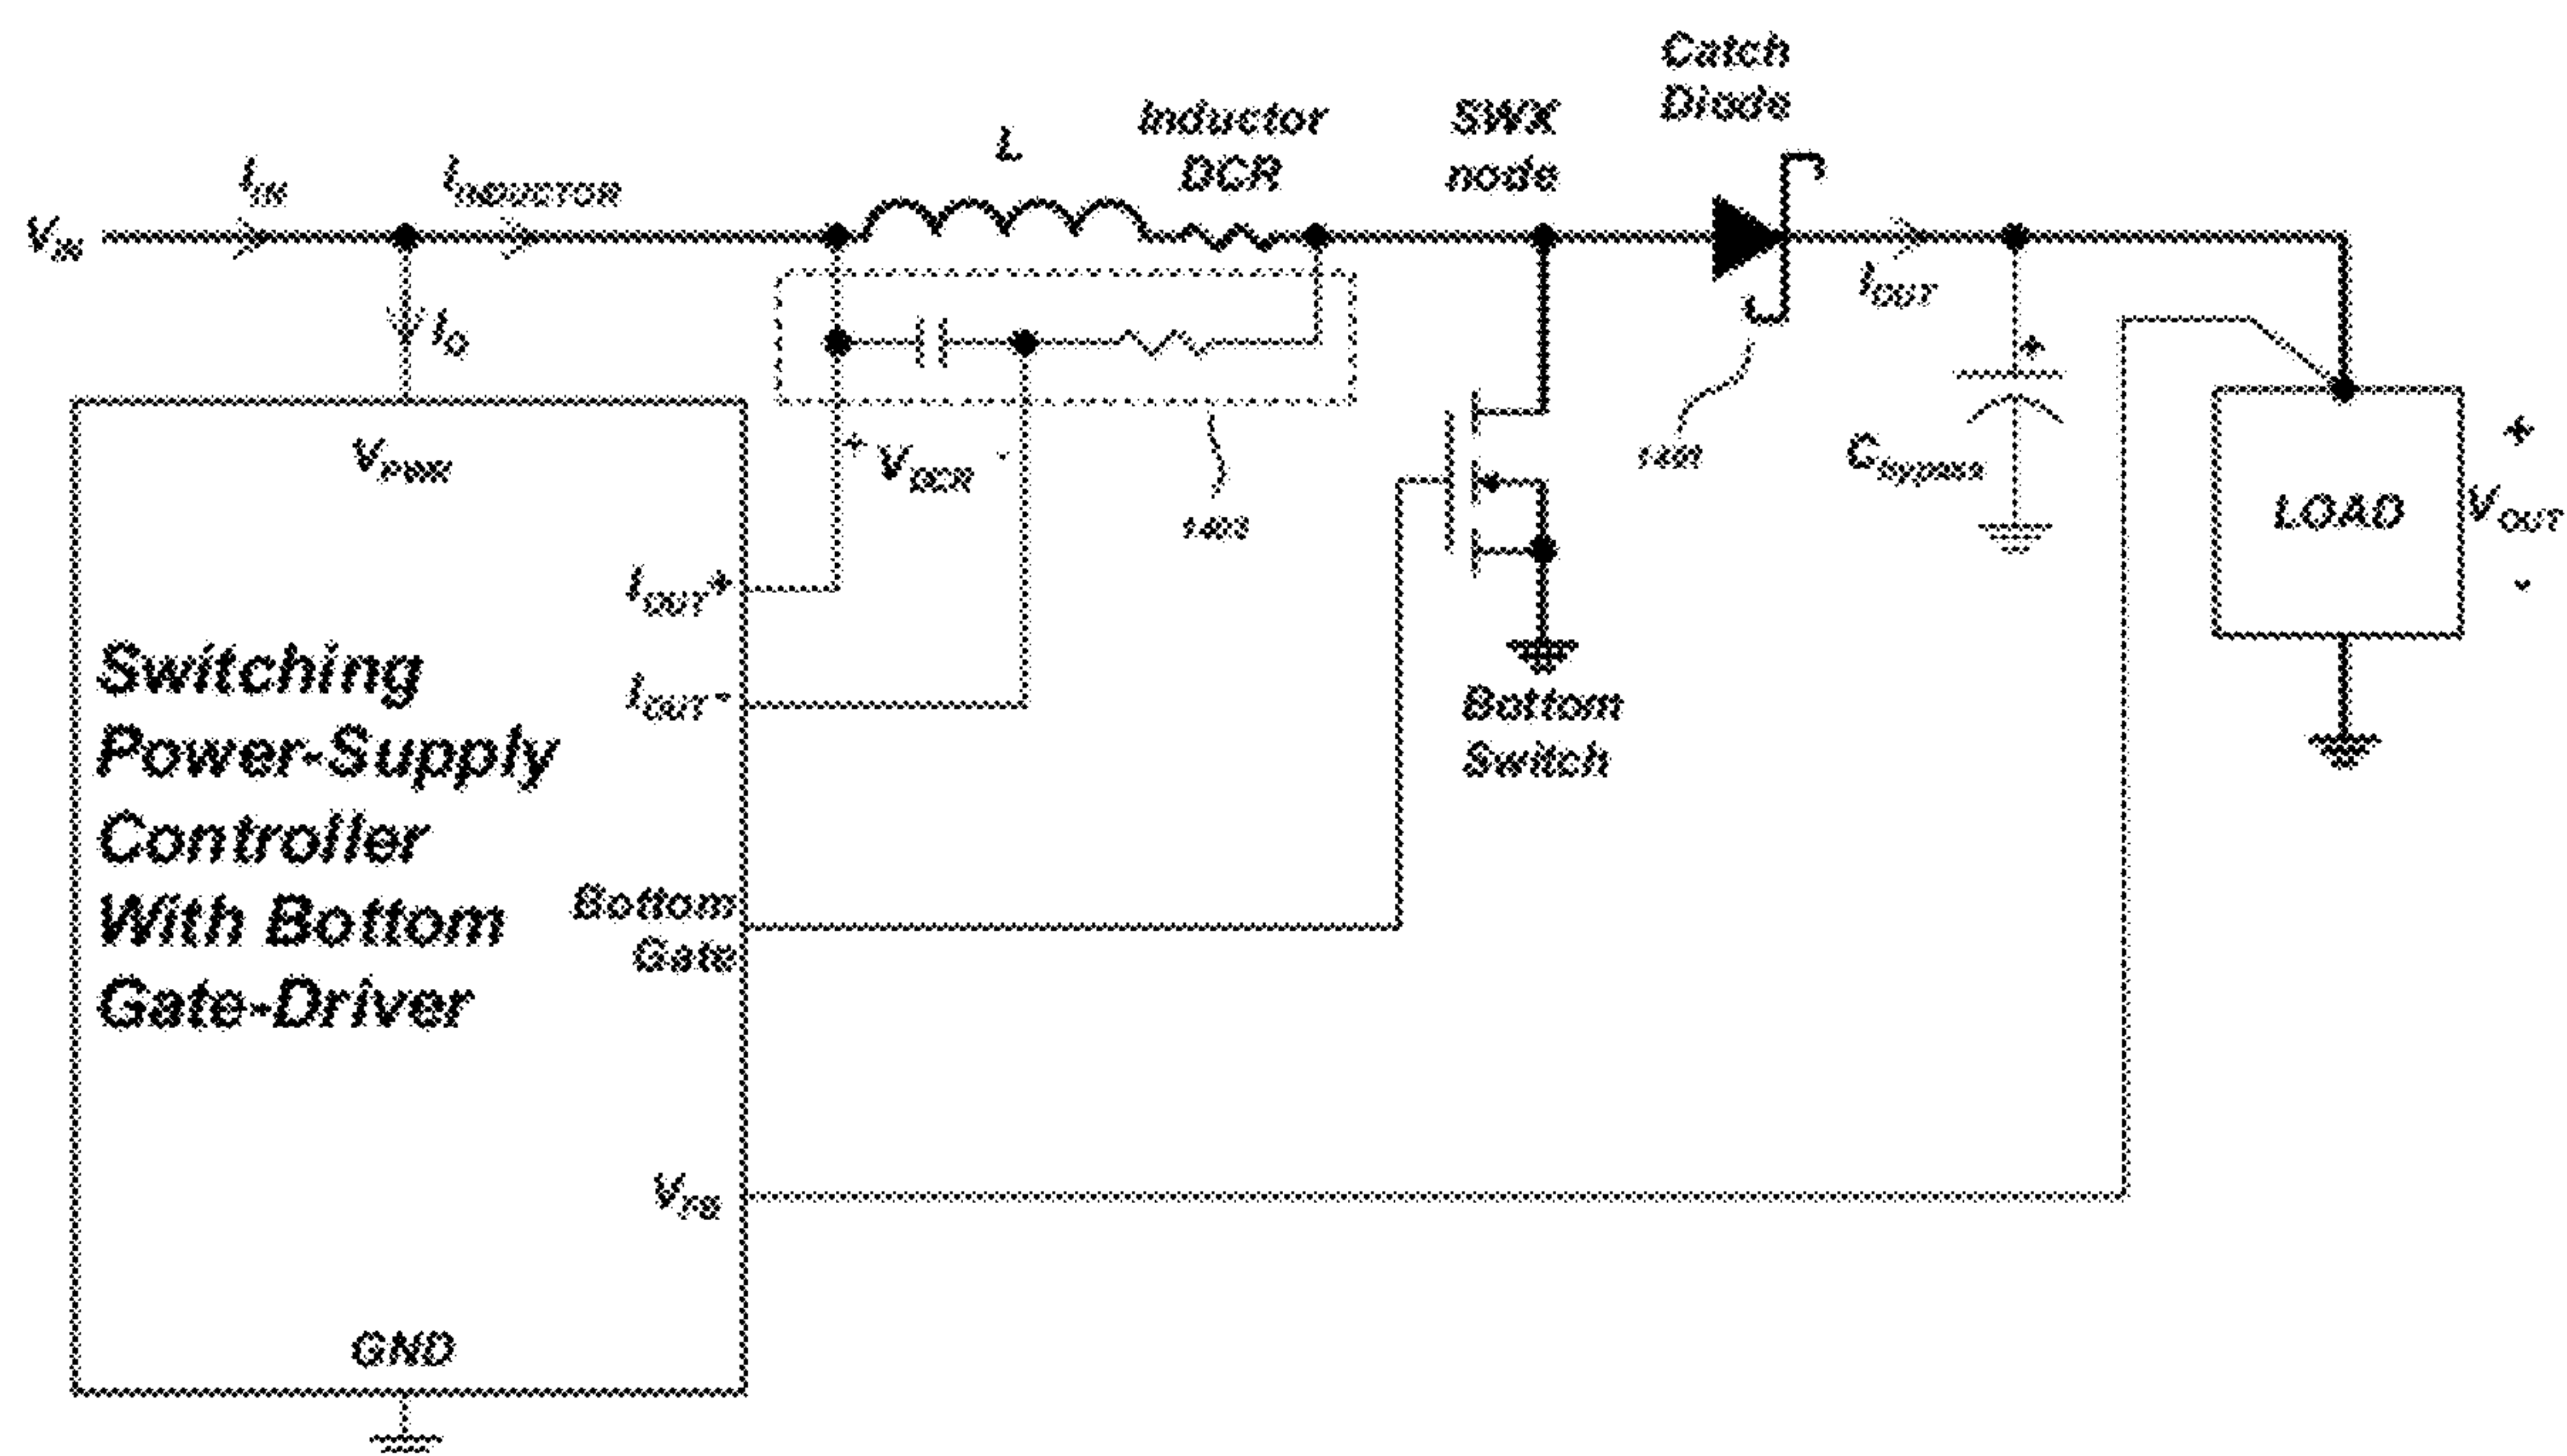 Catch
Diode
Inductor
DCR
SWX
node
L
I_IN
I_INDUCTOR
V_IN
I_OUT
I_Q
+ V_DCR -
V_PWR
C_bypass
+
LOAD
+
V_OUT
-
I_OUT+
I_OUT-
Switching
Power-Supply
Controller
With Bottom
Gate-Driver
Bottom
Switch
Bottom
Gate
V_FB
GND